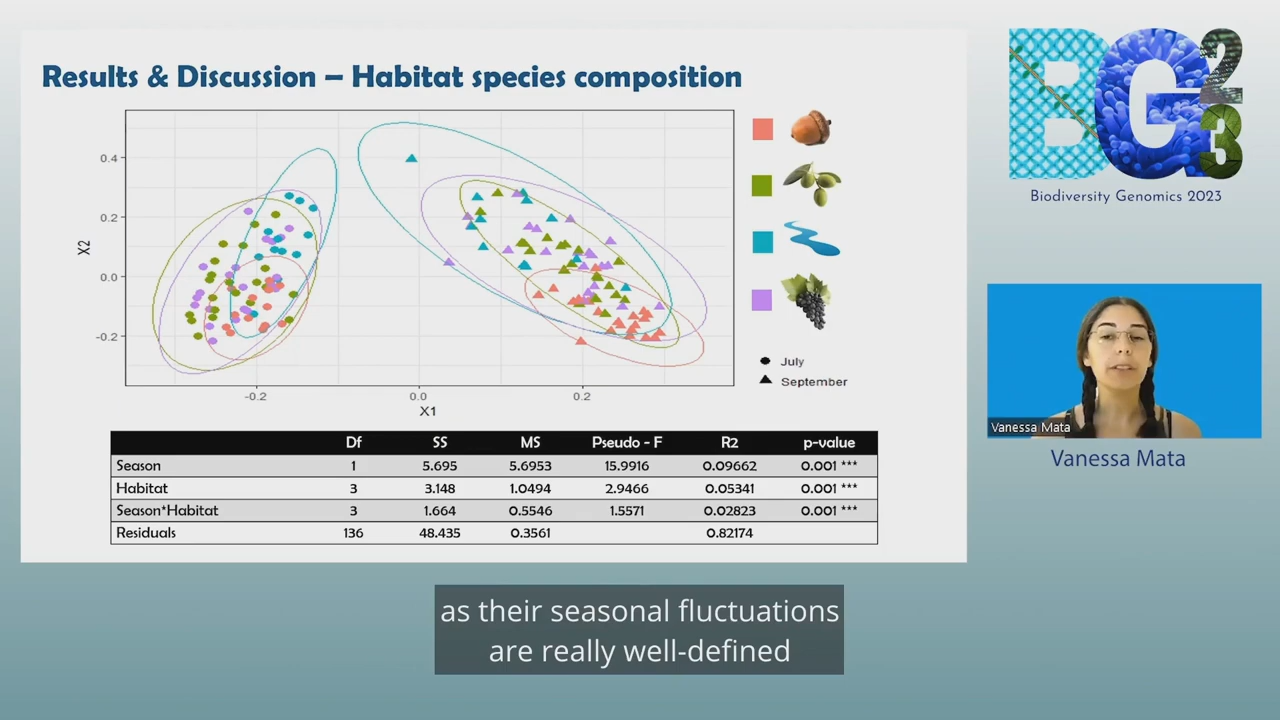 Results & Discussion – Habitat species composition
BG23
Biodiversity Genomics 2023
0.4
0.2
0.0
-0.2
X2
-0.2
0.0
0.2
X1
July
September
Df SS MS Pseudo - F R2 p-value
Season 1 5.695 5.6953 15.9916 0.09662 0.001 ***
Habitat 3 3.148 1.0494 2.9466 0.05341 0.001 ***
Season*Habitat 3 1.664 0.5546 1.5571 0.02823 0.001 ***
Residuals 136 48.435 0.3561 0.82174
Vanessa Mata
Vanessa Mata
as their seasonal fluctuations
are really well-defined